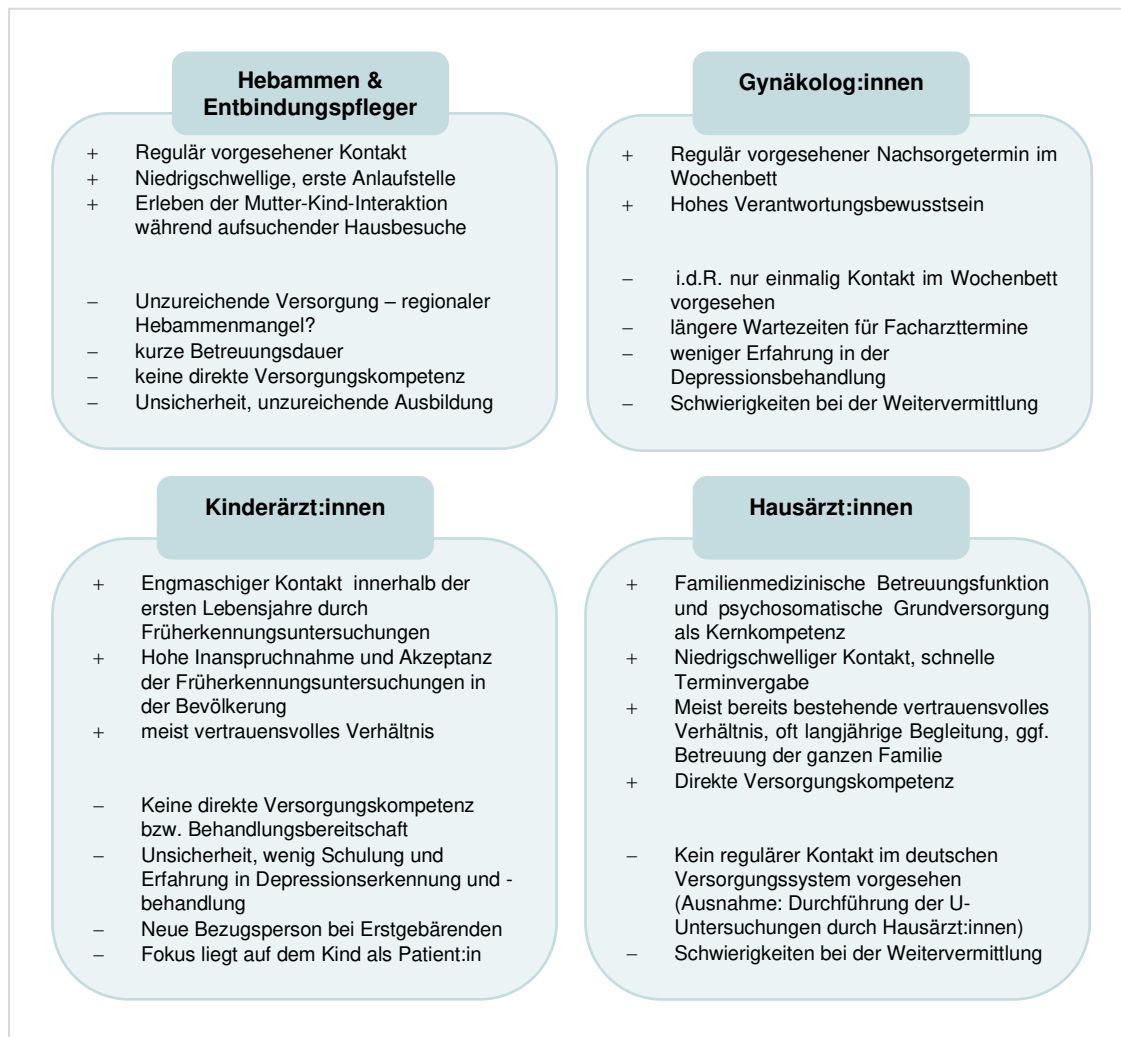 Hebammen &
Entbindungspfleger
+ Regulär vorgesehener Kontakt
+ Niedrigschwellige, erste Anlaufstelle
+ Erleben der Mutter-Kind-Interaktion
während aufsuchender Hausbesuche
– Unzureichende Versorgung – regionaler
Hebammenmangel?
– kurze Betreuungsdauer
– keine direkte Versorgungskompetenz
– Unsicherheit, unzureichende Ausbildung
Gynäkolog:innen
+ Regulär vorgesehener Nachsorgetermin im
Wochenbett
+ Hohes Verantwortungsbewusstsein
– i.d.R. nur einmalig Kontakt im Wochenbett
vorgesehen
– längere Wartezeiten für Facharzttermine
– weniger Erfahrung in der
Depressionsbehandlung
– Schwierigkeiten bei der Weitervermittlung
Kinderärzt:innen
+ Engmaschiger Kontakt innerhalb der
ersten Lebensjahre durch
Früherkennungsuntersuchungen
+ Hohe Inanspruchnahme und Akzeptanz
der Früherkennungsuntersuchungen in
der Bevölkerung
+ meist vertrauensvolles Verhältnis
– Keine direkte Versorgungskompetenz
bzw. Behandlungsbereitschaft
– Unsicherheit, wenig Schulung und
Erfahrung in Depressionserkennung und -
behandlung
– Neue Bezugsperson bei Erstgebärenden
– Fokus liegt auf dem Kind als Patient:in
Hausärzt:innen
+ Familienmedizinische Betreuungsfunktion
und psychosomatische Grundversorgung
als Kernkompetenz
+ Niedrigschwelliger Kontakt, schnelle
Terminvergabe
+ Meist bereits bestehende vertrauensvolles
Verhältnis, oft langjährige Begleitung, ggf.
Betreuung der ganzen Familie
+ Direkte Versorgungskompetenz
– Kein regulärer Kontakt im deutschen
Versorgungssystem vorgesehen
(Ausnahme: Durchführung der U-
Untersuchungen durch Hausärzt:innen)
– Schwierigkeiten bei der Weitervermittlung